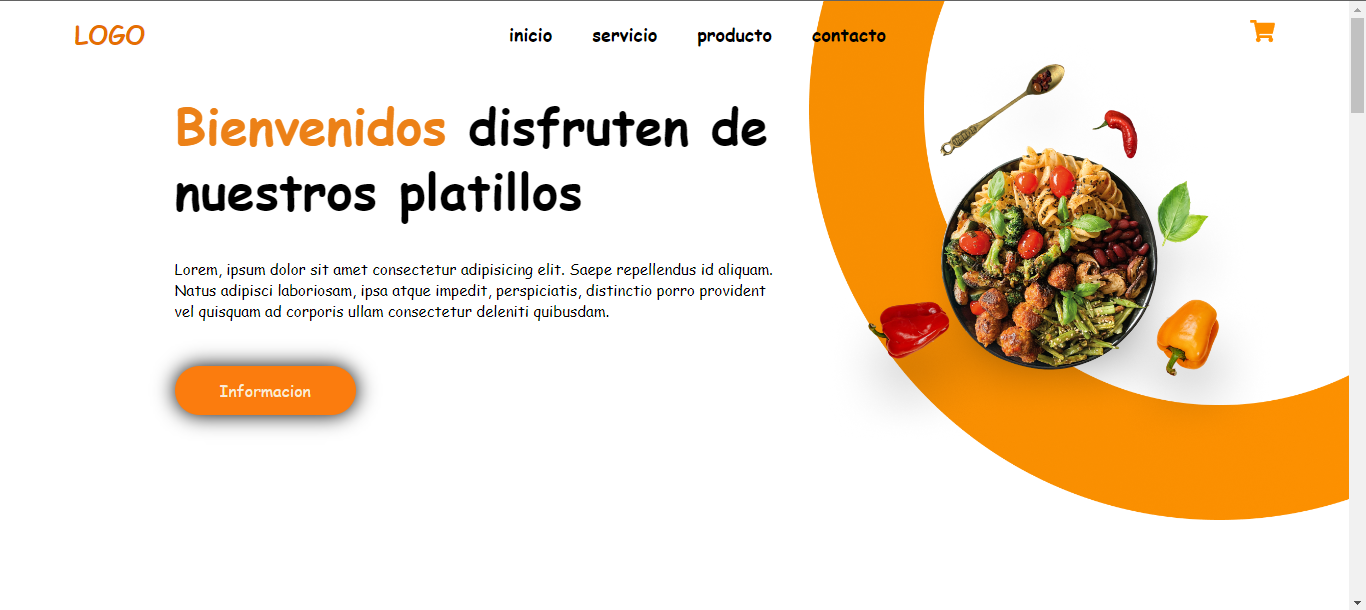 LOGO
inicio servicio producto contacto
Bienvenidos disfruten de
nuestros platillos
Lorem, ipsum dolor sit amet consectetur adipisicing elit. Saepe repellendus id aliquam.
Natus adipisci laboriosam, ipsa atque impedit, perspiciatis, distinctio porro provident
vel quisquam ad corporis ullam consectetur deleniti quibusdam.
Informacion